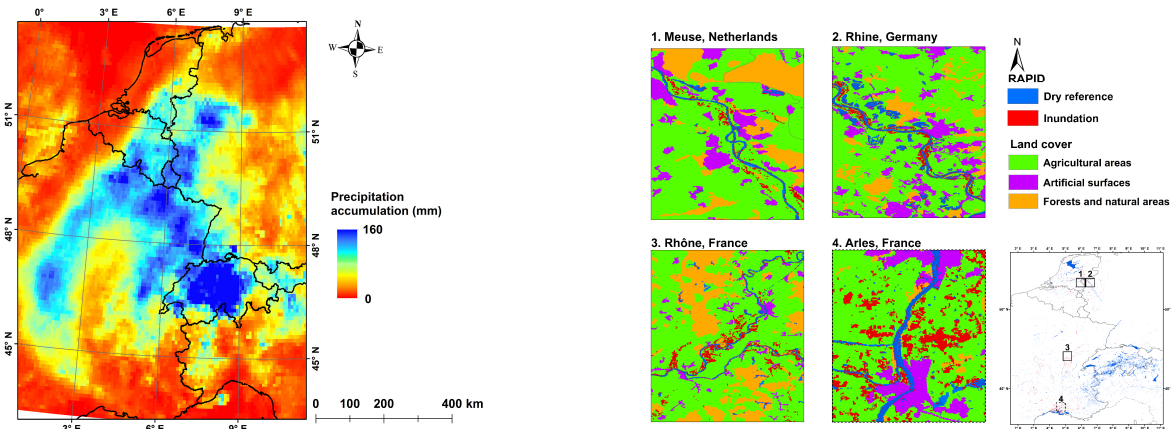 0° 3° E 6° E 9° E
N
W E
S
51° N
51° N
48° N
48° N
45° N
45° N
3° E 6° E 9° E
Precipitation
accumulation (mm)
160
0
0 100 200 400 km
1. Meuse, Netherlands
2. Rhine, Germany
3. Rhône, France
4. Arles, France
N
RAPID
Dry reference
Inundation
Land cover
Agricultural areas
Artificial surfaces
Forests and natural areas
1 2
3
4